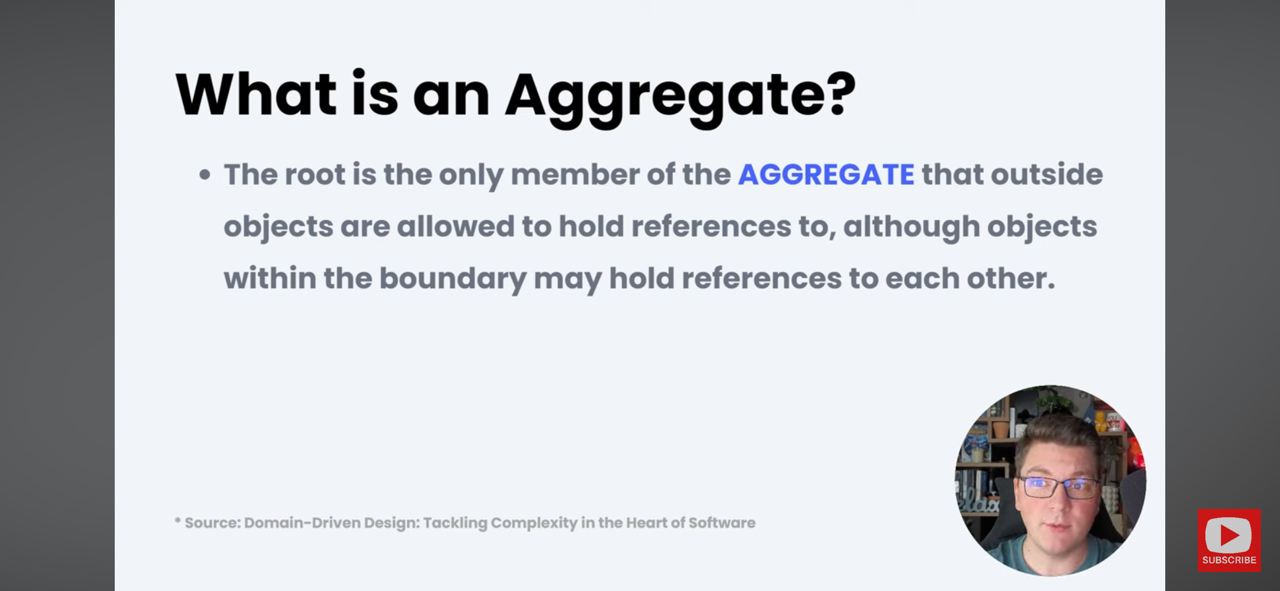 What is an Aggregate?
• The root is the only member of the AGGREGATE that outside
objects are allowed to hold references to, although objects
within the boundary may hold references to each other.
* Source: Domain-Driven Design: Tackling Complexity in the Heart of Software
SUBSCRIBE